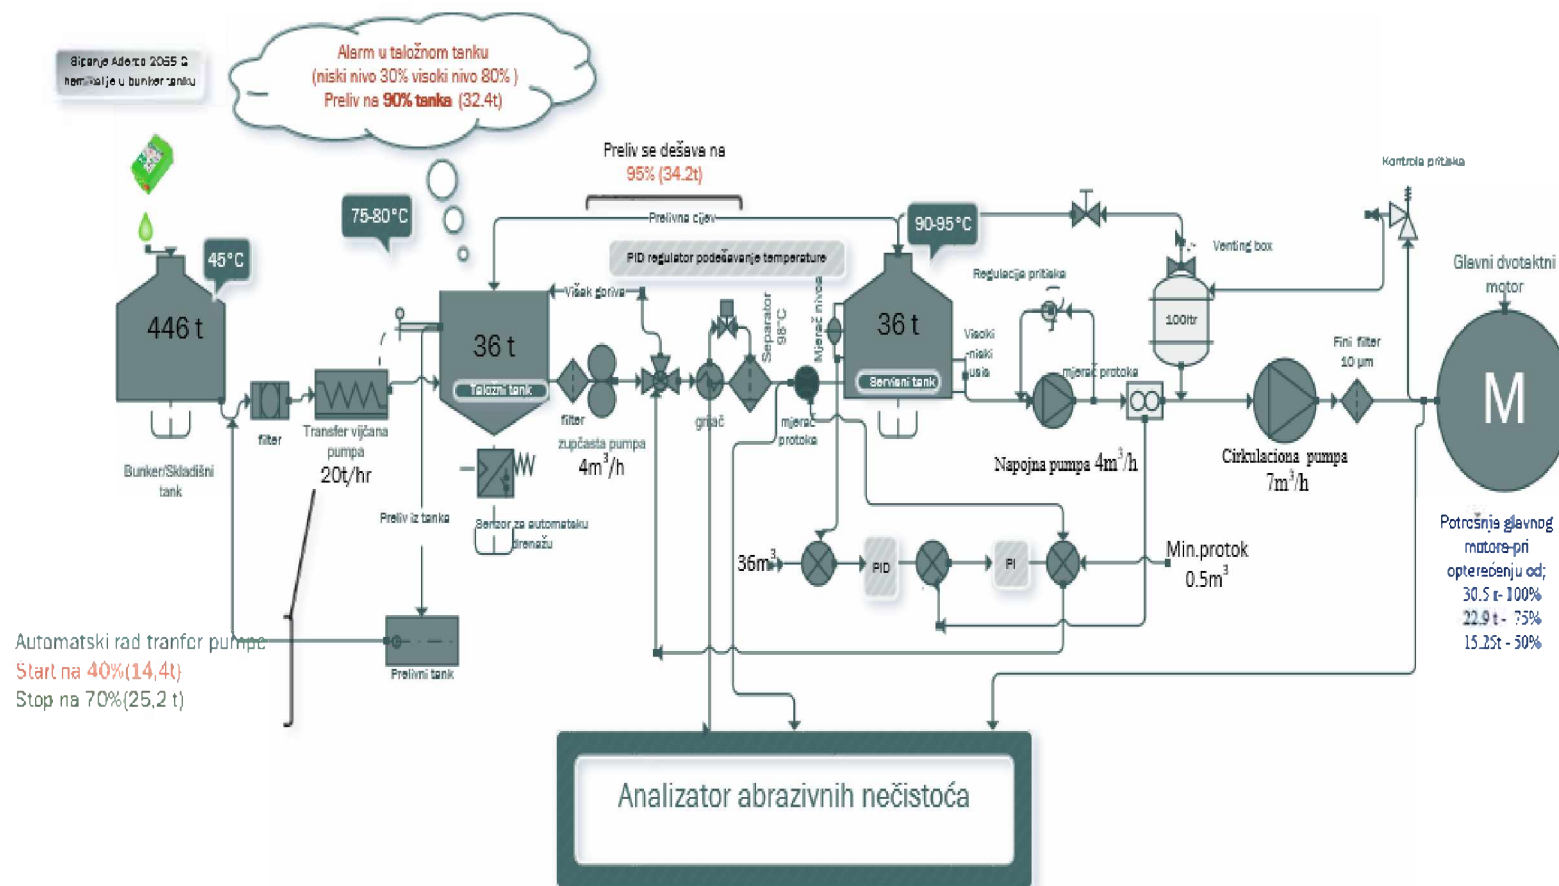 Sipanje Aderco 2055 G
hemikalije u bunker tanku
Alarm u taložnom tanku
(niski nivo 30% visoki nivo 80% )
Preliv na 90% tanka (32.4t)
Preliv se dešava na
95% (34.2t)
Prelivna cijev
PID regulator podešavanje temperature
45°C
75-80°C
90-95°C
Kontrola pritiska
Venting box
Regulacija pritiska
Glavni dvotaktni
motor
446 t
36 t
Taložni tank
Višak goriva
Separator
98°C
Mjerač nivoa
36 t
Servisni tank
Visoki
-niski
usis
100ltr
mjerač protoka
Fini filter
10 µm
M
filter
Transfer vijčana
pumpa
20t/hr
Bunker/Skladišni
tank
filter
zupčasta pumpa
4m³/h
grijač
mjerač
protoka
Napojna pumpa 4m³/h
Cirkulaciona pumpa
7m³/h
Preliv iz tanka
Senzor za automatsku
drenažu
36m³
PID
PI
Min.protok
0.5m³
Potrošnja glavnog
motora-pri
opterećenju od;
30.5 t- 100%
22.9 t - 75%
15.25t - 50%
Automatski rad tranfer pumpe
Start na 40%(14,4t)
Stop na 70%(25,2 t)
Prelivni tank
Analizator abrazivnih nečistoća